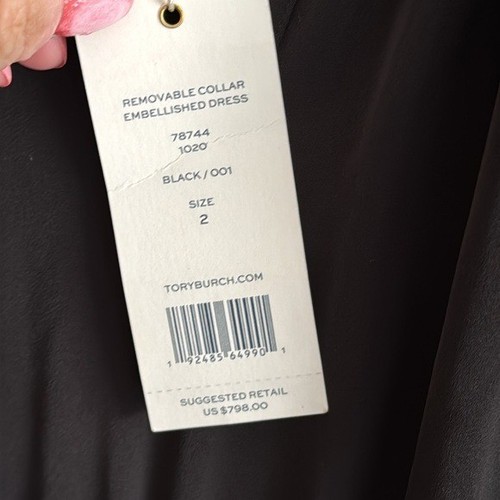 REMOVABLE COLLAR
EMBELLISHED DRESS
78744
1020
BLACK / 001
SIZE
2
TORYBURCH.COM
1 92485 64990 1
SUGGESTED RETAIL
US $798.00